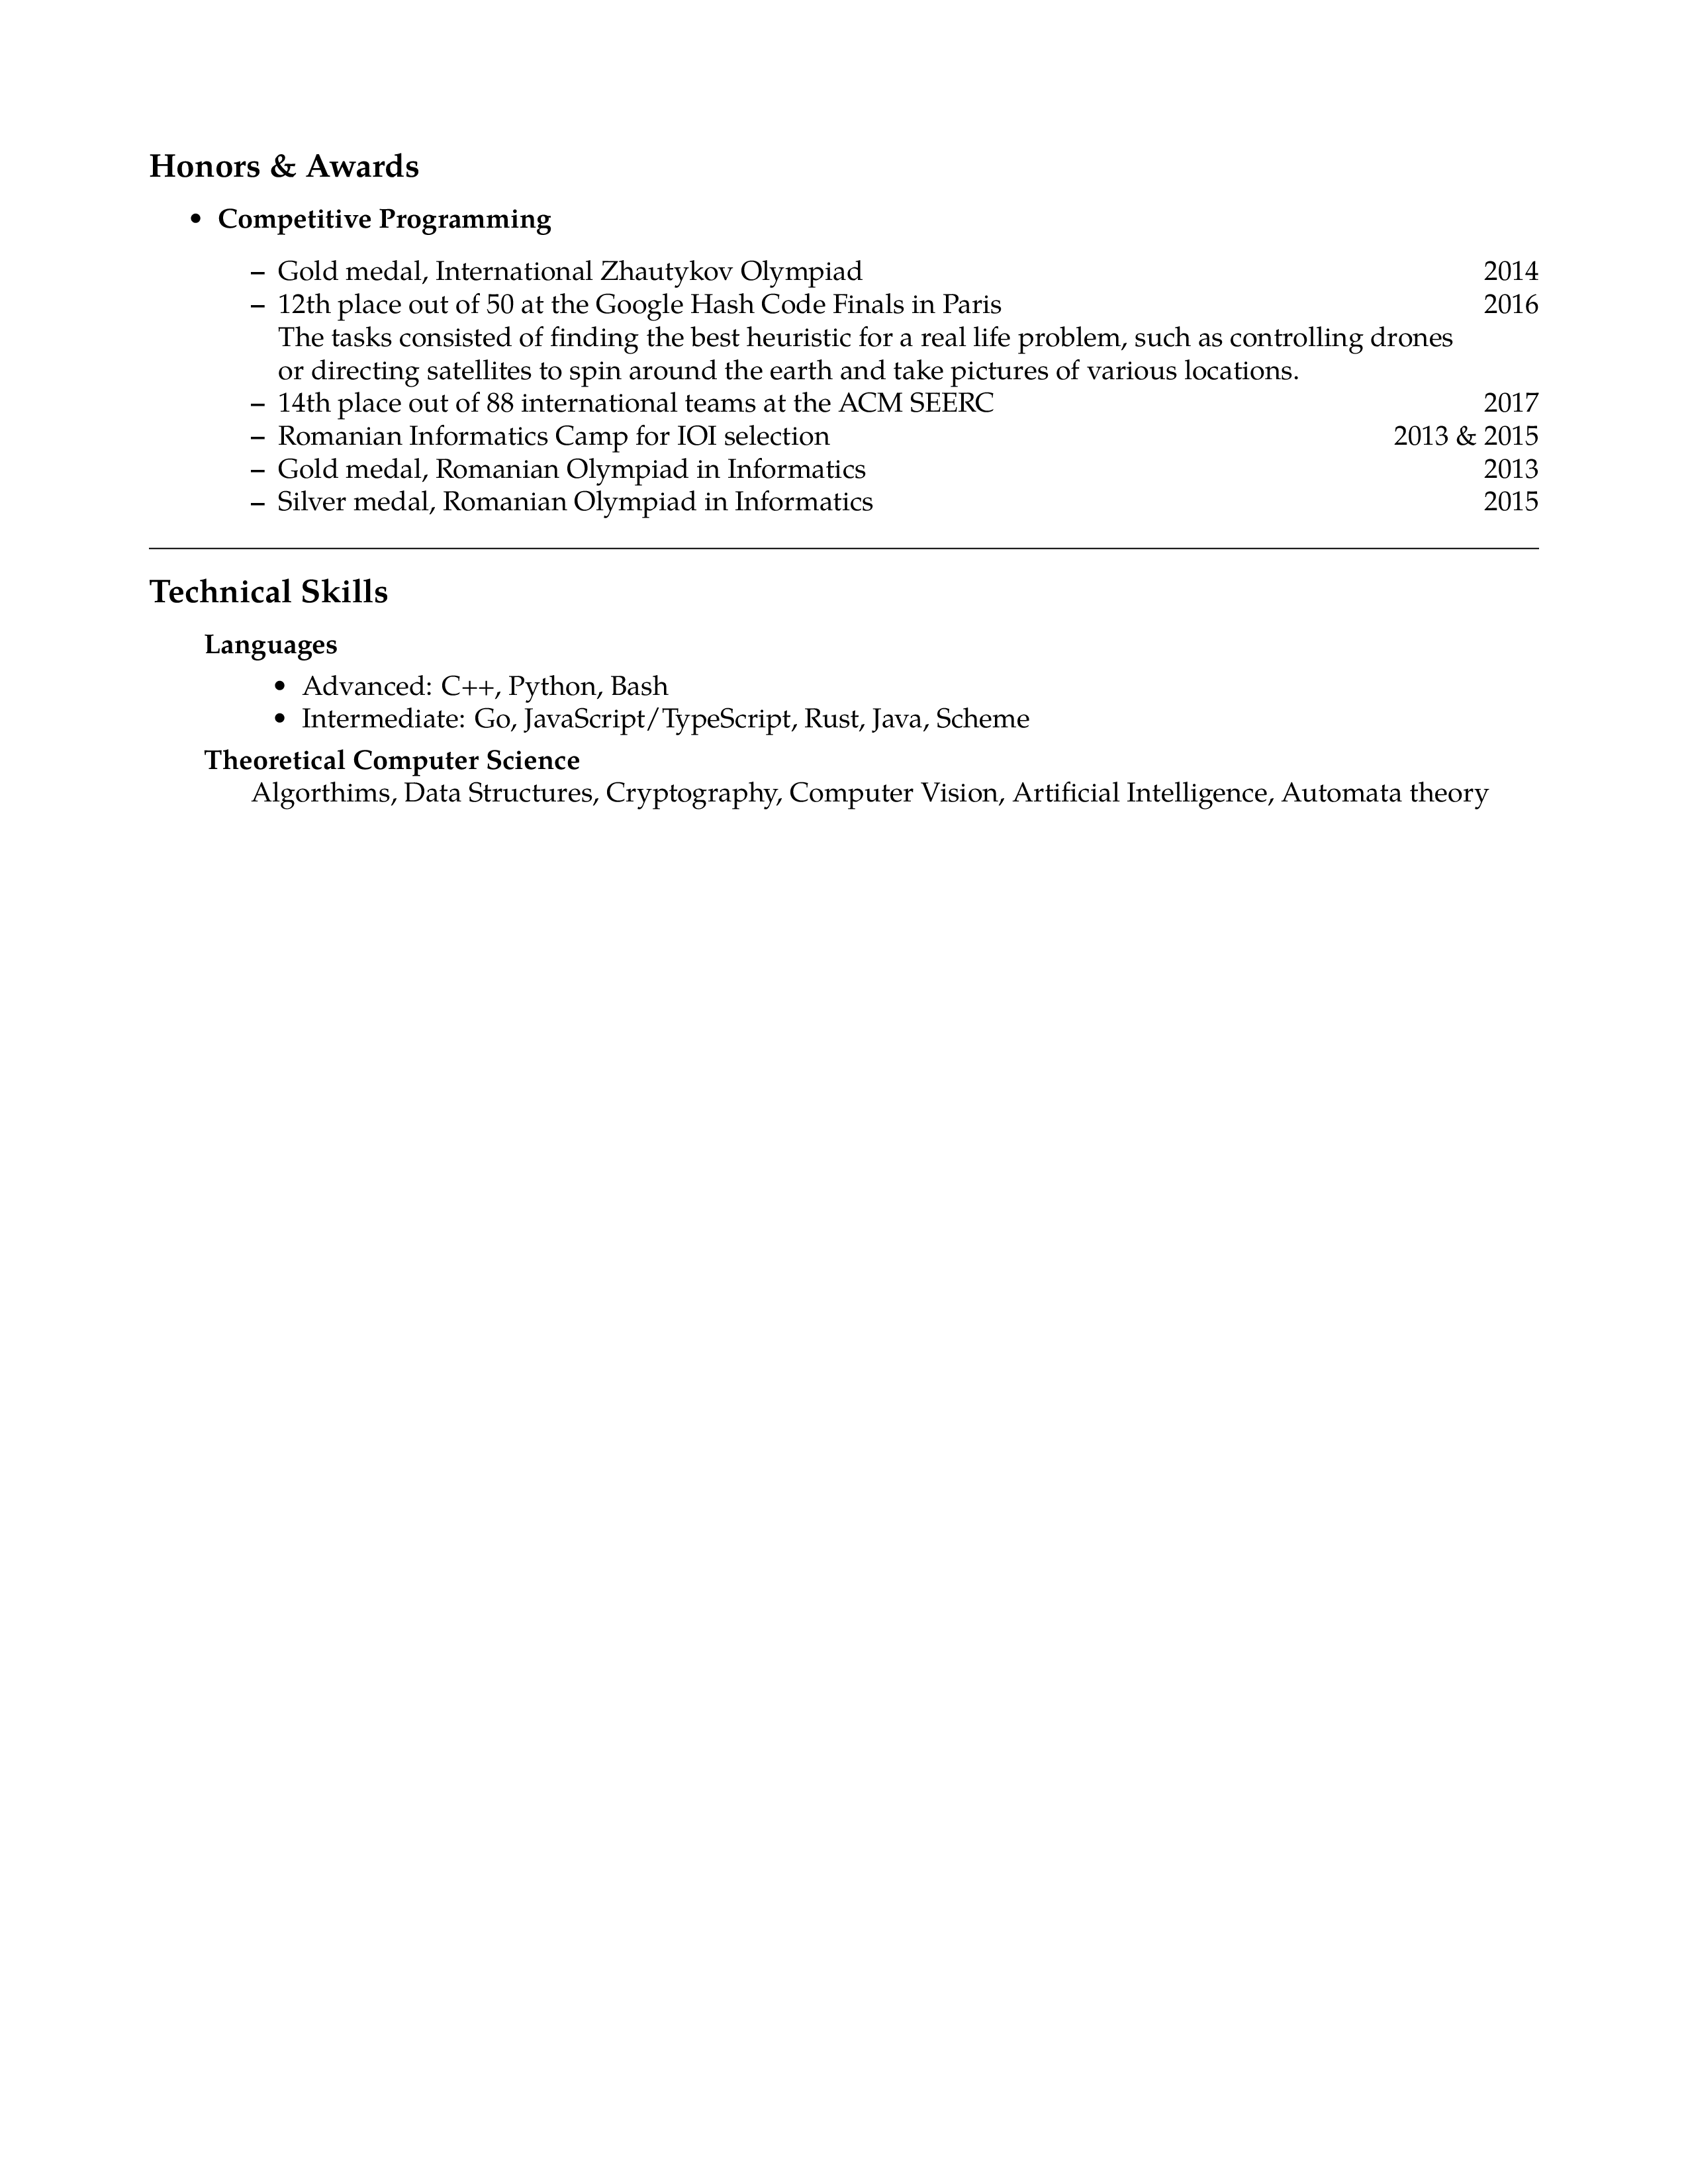 Honors & Awards
• Competitive Programming
– Gold medal, International Zhautykov Olympiad 2014
– 12th place out of 50 at the Google Hash Code Finals in Paris 2016
The tasks consisted of finding the best heuristic for a real life problem, such as controlling drones
or directing satellites to spin around the earth and take pictures of various locations.
– 14th place out of 88 international teams at the ACM SEERC 2017
– Romanian Informatics Camp for IOI selection 2013 & 2015
– Gold medal, Romanian Olympiad in Informatics 2013
– Silver medal, Romanian Olympiad in Informatics 2015
Technical Skills
Languages
• Advanced: C++, Python, Bash
• Intermediate: Go, JavaScript/TypeScript, Rust, Java, Scheme
Theoretical Computer Science
Algorthims, Data Structures, Cryptography, Computer Vision, Artificial Intelligence, Automata theory